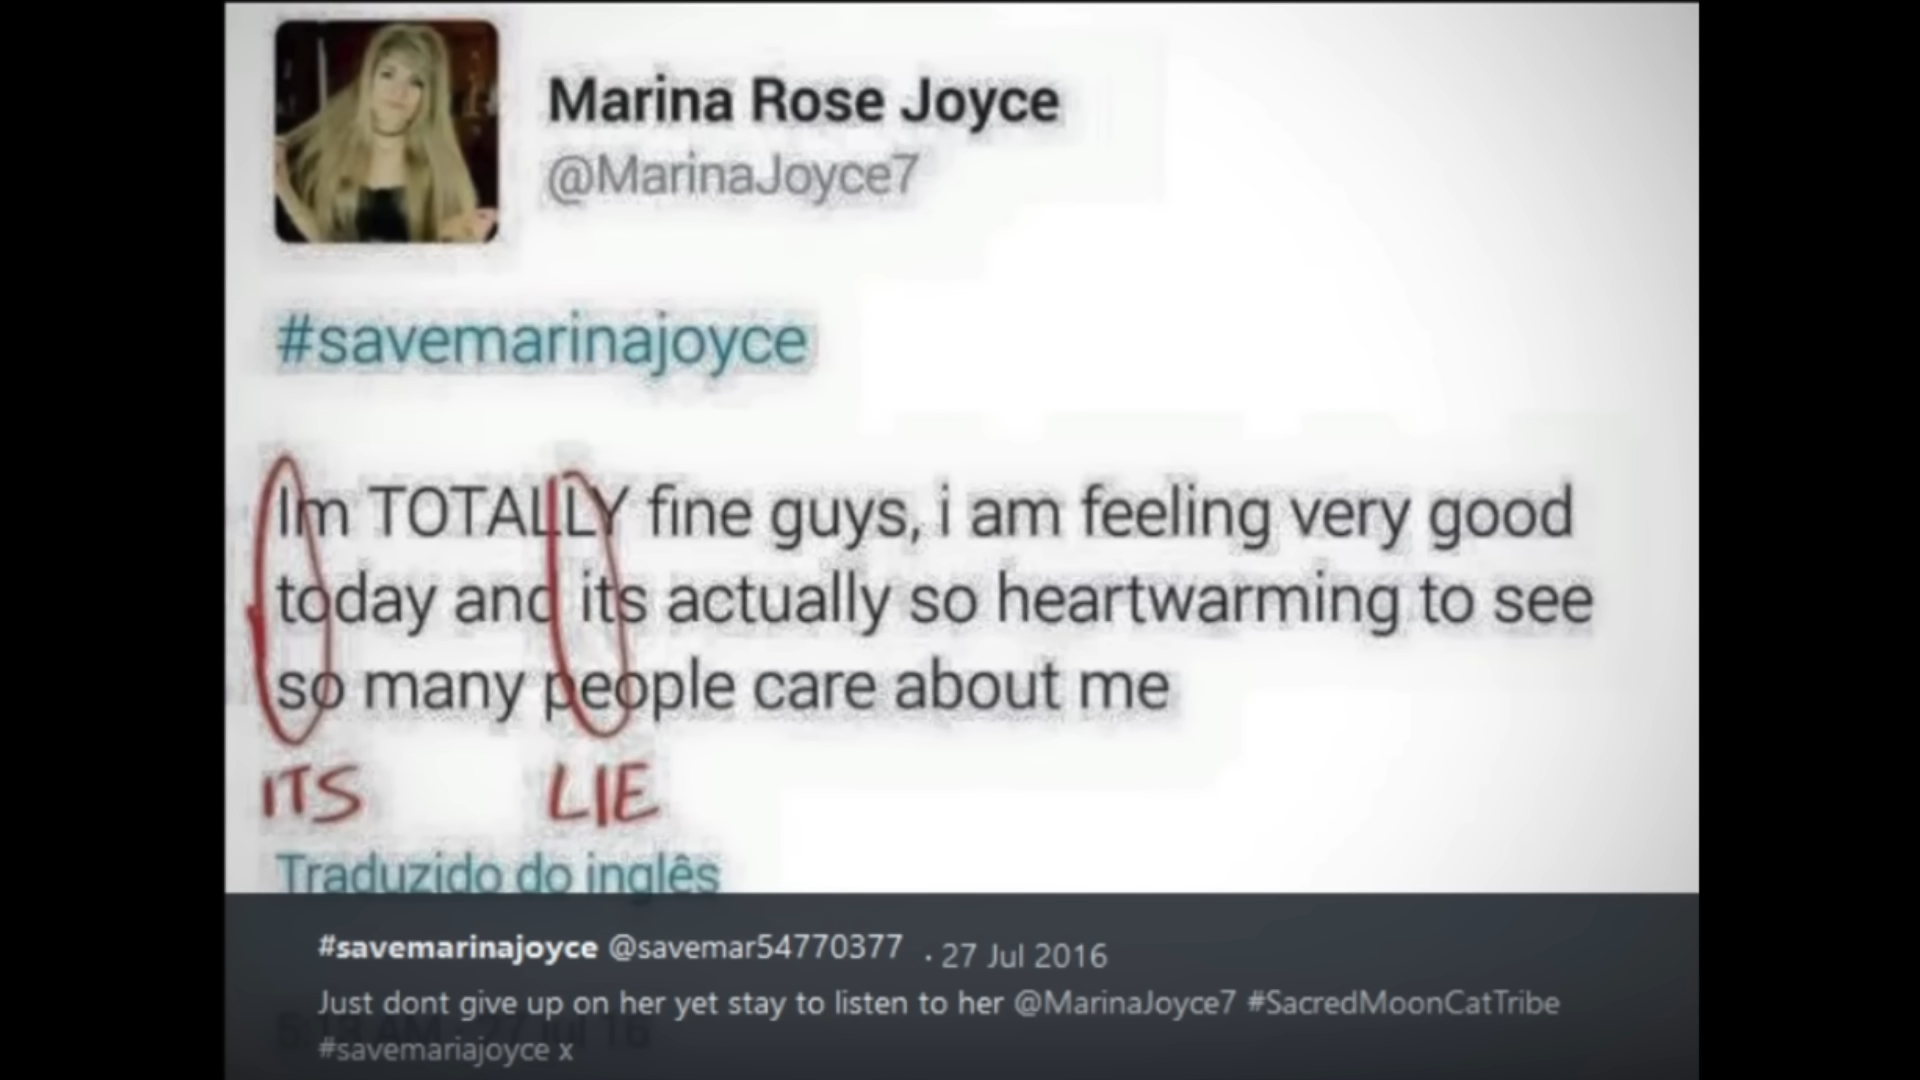 Marina Rose Joyce
@MarinaJoyce7
#savemarinajoyce
Im TOTALLY fine guys, i am feeling very good
today and its actually so heartwarming to see
so many people care about me
ITS LIE
Traduzido do inglês
#savemarinajoyce @savemar54770377 . 27 Jul 2016
Just dont give up on her yet stay to listen to her @MarinaJoyce7 #SacredMoonCatTribe
#savemariajoyce x